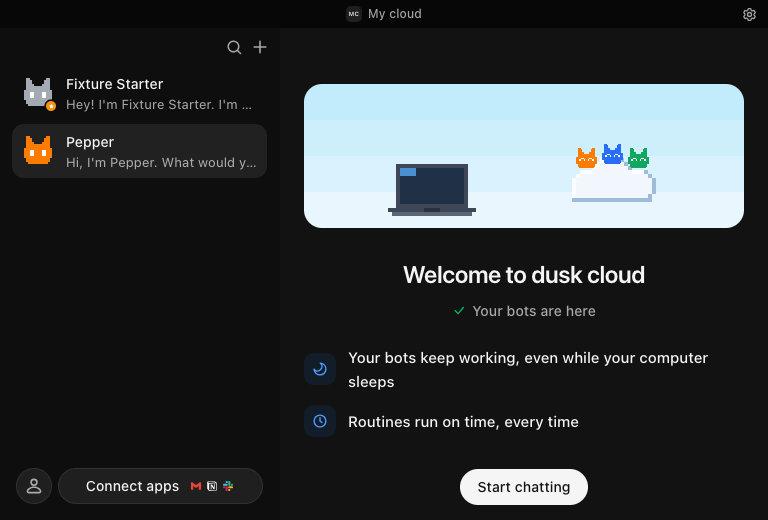 MC My cloud
Fixture Starter
Hey! I'm Fixture Starter. I'm ...
Pepper
Hi, I'm Pepper. What would y...
Welcome to dusk cloud
Your bots are here
Your bots keep working, even while your computer
sleeps
Routines run on time, every time
Connect apps
Start chatting